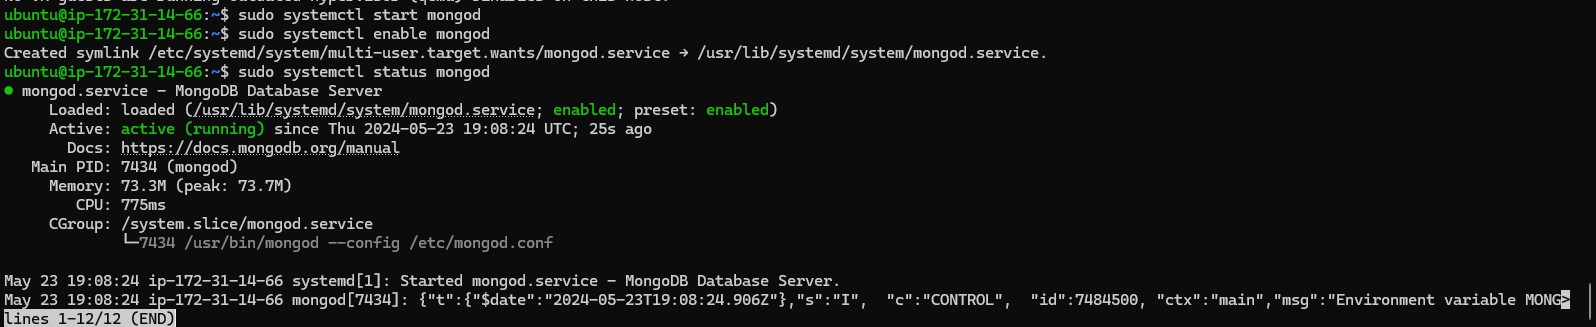 ubuntu@ip-172-31-14-66:~$ sudo systemctl start mongod
ubuntu@ip-172-31-14-66:~$ sudo systemctl enable mongod
Created symlink /etc/systemd/system/multi-user.target.wants/mongod.service → /usr/lib/systemd/system/mongod.service.
ubuntu@ip-172-31-14-66:~$ sudo systemctl status mongod
● mongod.service - MongoDB Database Server
Loaded: loaded (/usr/lib/systemd/system/mongod.service; enabled; preset: enabled)
Active: active (running) since Thu 2024-05-23 19:08:24 UTC; 25s ago
Docs: https://docs.mongodb.org/manual
Main PID: 7434 (mongod)
Memory: 73.3M (peak: 73.7M)
CPU: 775ms
CGroup: /system.slice/mongod.service
└─7434 /usr/bin/mongod --config /etc/mongod.conf
May 23 19:08:24 ip-172-31-14-66 systemd[1]: Started mongod.service - MongoDB Database Server.
May 23 19:08:24 ip-172-31-14-66 mongod[7434]: {"t":{"$date":"2024-05-23T19:08:24.906Z"},"s":"I",  "c":"CONTROL",  "id":7484500, "ctx":"main","msg":"Environment variable MONG>
lines 1-12/12 (END)